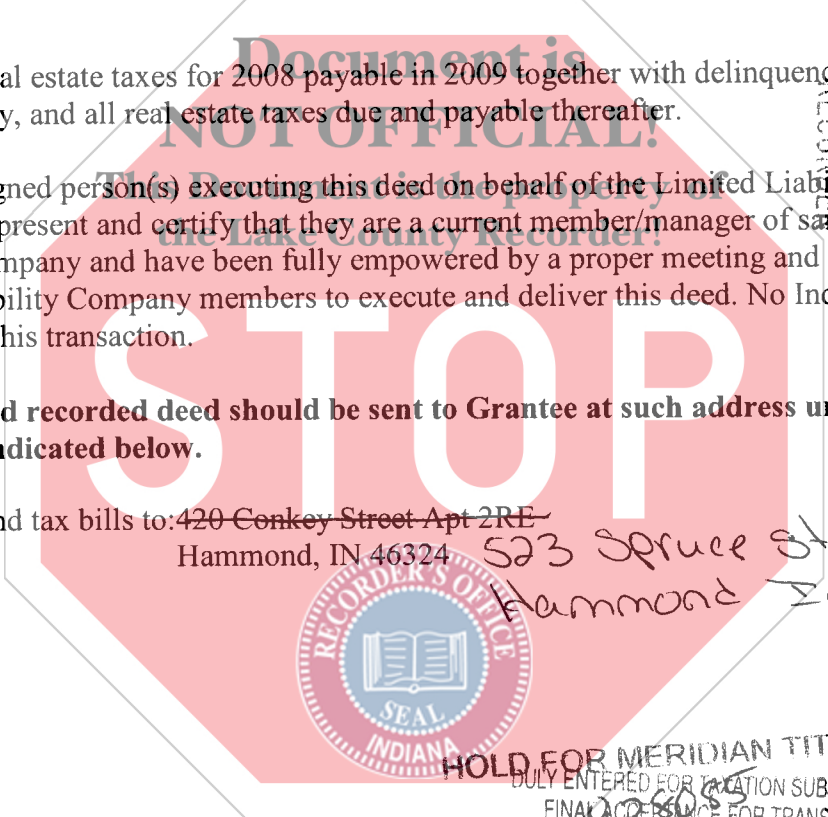 Document is
al estate taxes for 2008 payable in 2009 together with delinquenc
y, and all real estate taxes due and payable thereafter.
NOT OFFICIAL!
This Document is the property of
gned person(s) executing this deed on behalf of the Limited Liabi
present and certify that they are a current member/manager of sa
the Lake County Recorder!
mpany and have been fully empowered by a proper meeting and
bility Company members to execute and deliver this deed. No Ind
his transaction.
STOP
d recorded deed should be sent to Grantee at such address u
ndicated below.
nd tax bills to: 420 Conkey Street Apt 2RE
Hammond, IN 46324
523 Spruce St
Hammond
RECORDER'S OFFICE
SEAL
INDIANA
HOLD FOR MERIDIAN TIT
DULY ENTERED FOR TAXATION SUB
FINAL ACCEPTANCE FOR TRANS